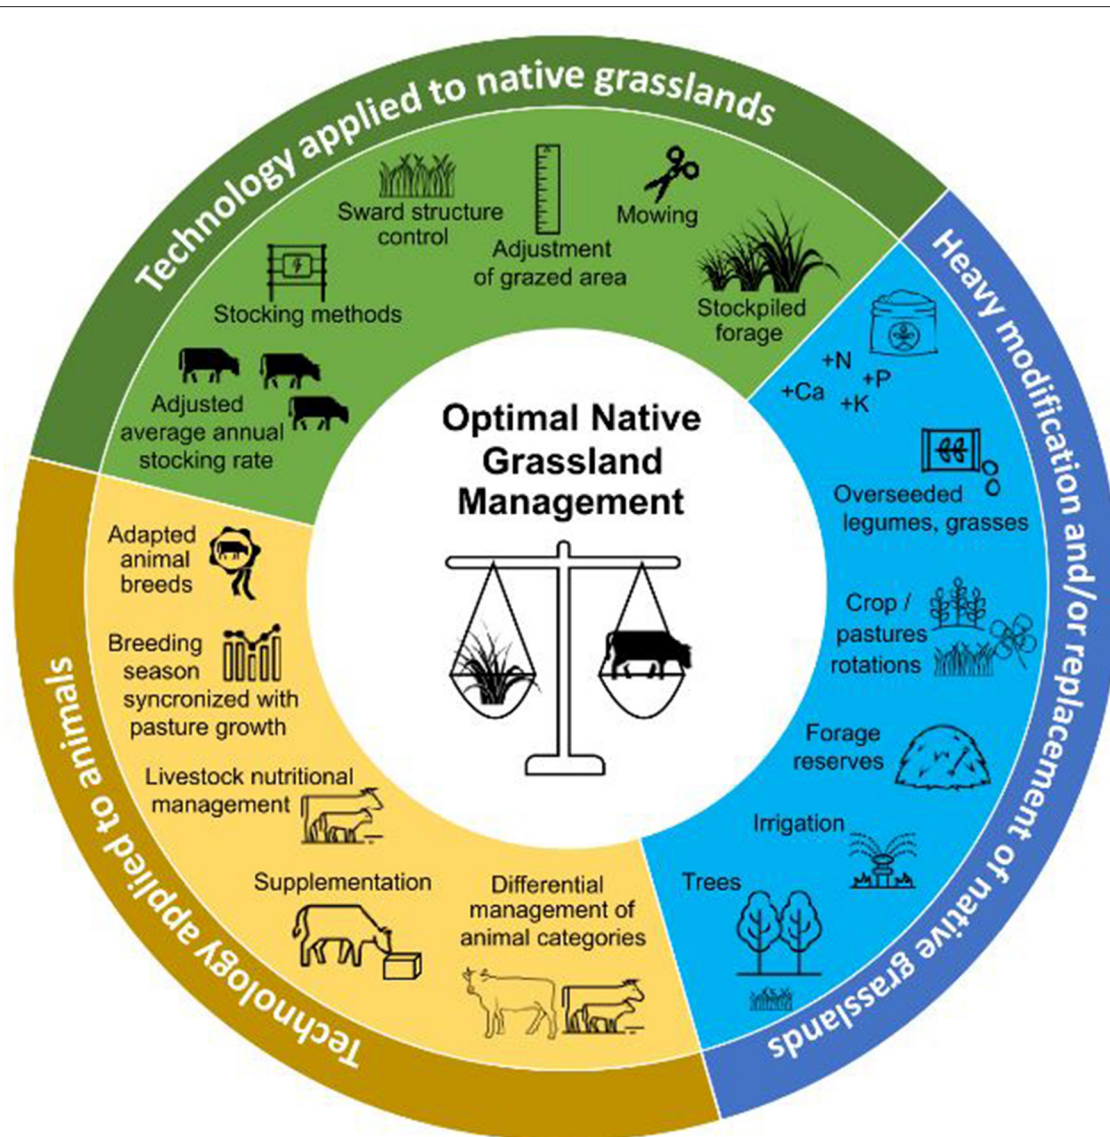 Technology applied to native grasslands
Sward structure
control
Adjustment
of grazed area
Mowing
Stockpiled
forage
Stocking methods
Adjusted
average annual
stocking rate
Heavy modification and/or replacement of native grasslands
+N
+P
+Ca
+K
Overseeded
legumes, grasses
Crop /
pastures
rotations
Forage
reserves
Irrigation
Trees
Technology applied to animals
Adapted
animal
breeds
Breeding
season
syncronized with
pasture growth
Livestock nutritional
management
Supplementation
Differential
management of
animal categories
Optimal Native
Grassland
Management